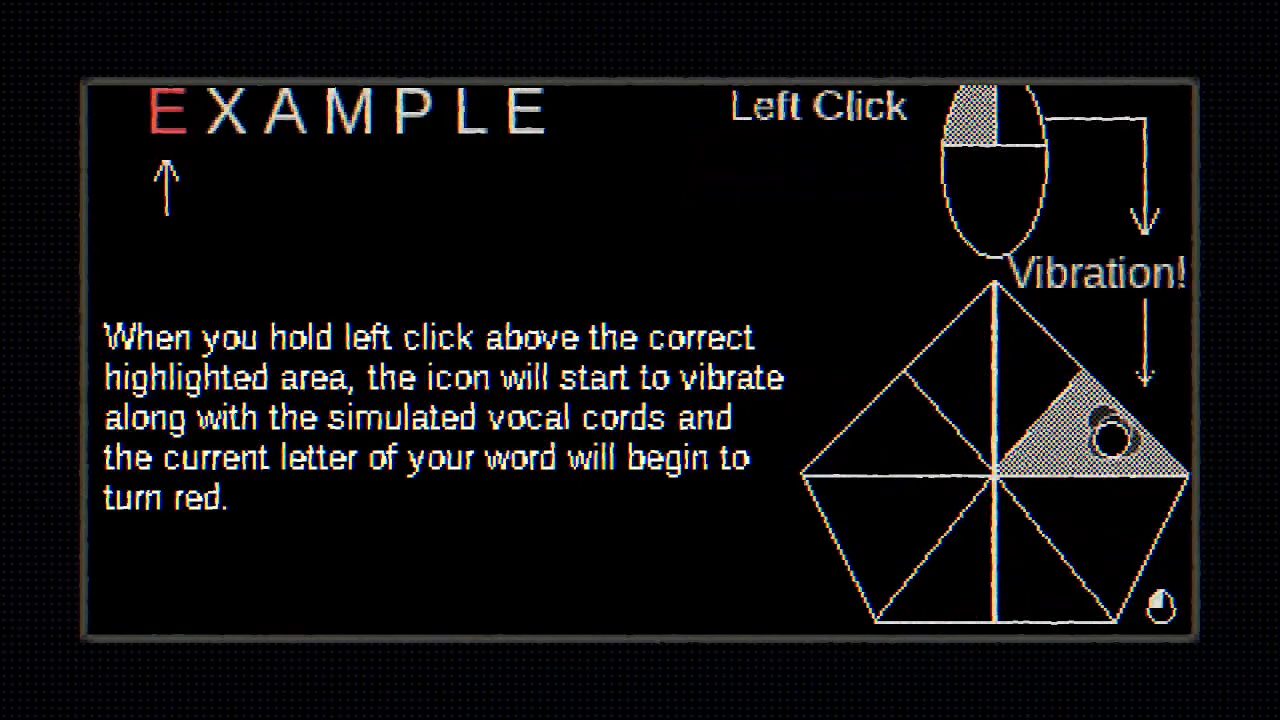 EXAMPLE
Left Click
Vibration!
When you hold left click above the correct
highlighted area, the icon will start to vibrate
along with the simulated vocal cords and
the current letter of your word will begin to
turn red.